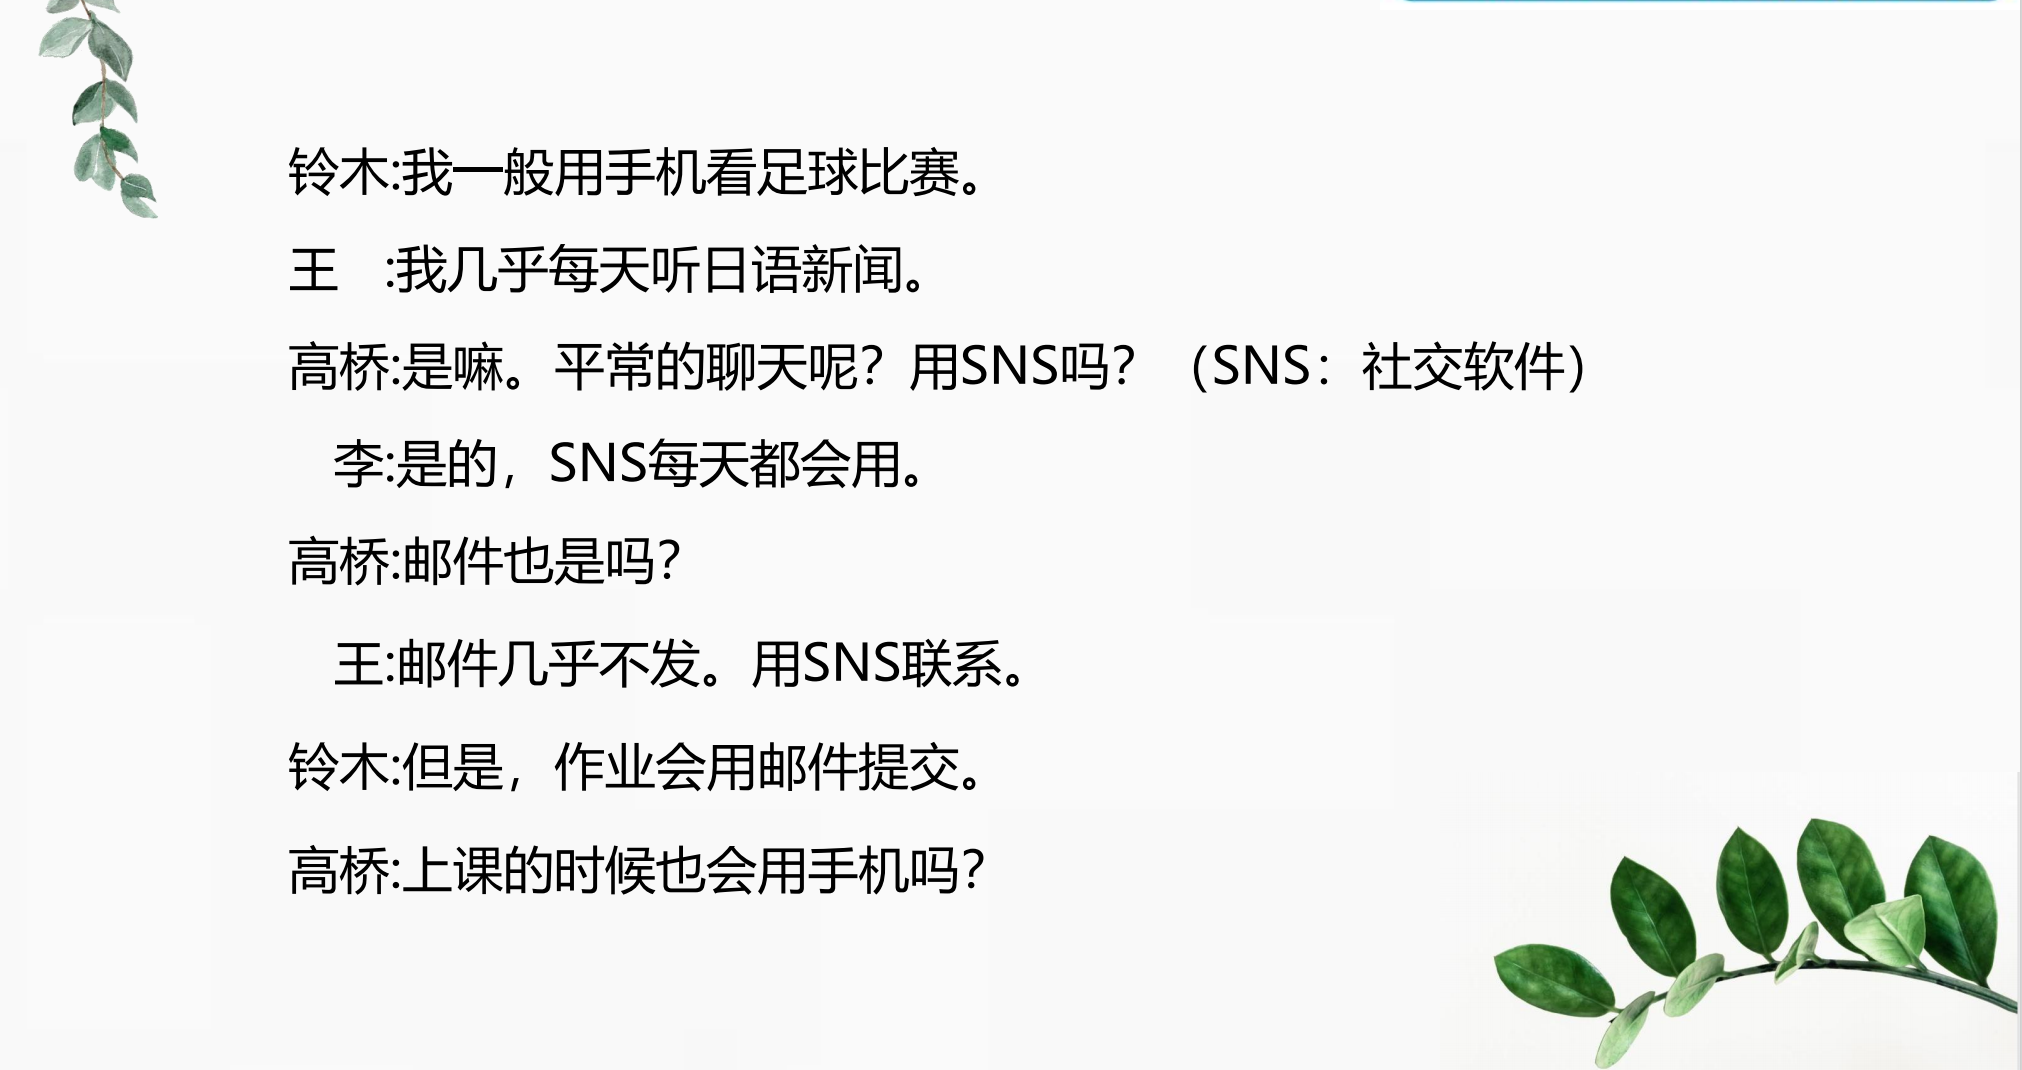 铃木:我一般用手机看足球比赛。
王　:我几乎每天听日语新闻。
高桥:是嘛。平常的聊天呢？用SNS吗？（SNS：社交软件）
李:是的，SNS每天都会用。
高桥:邮件也是吗？
王:邮件几乎不发。用SNS联系。
铃木:但是，作业会用邮件提交。
高桥:上课的时候也会用手机吗？